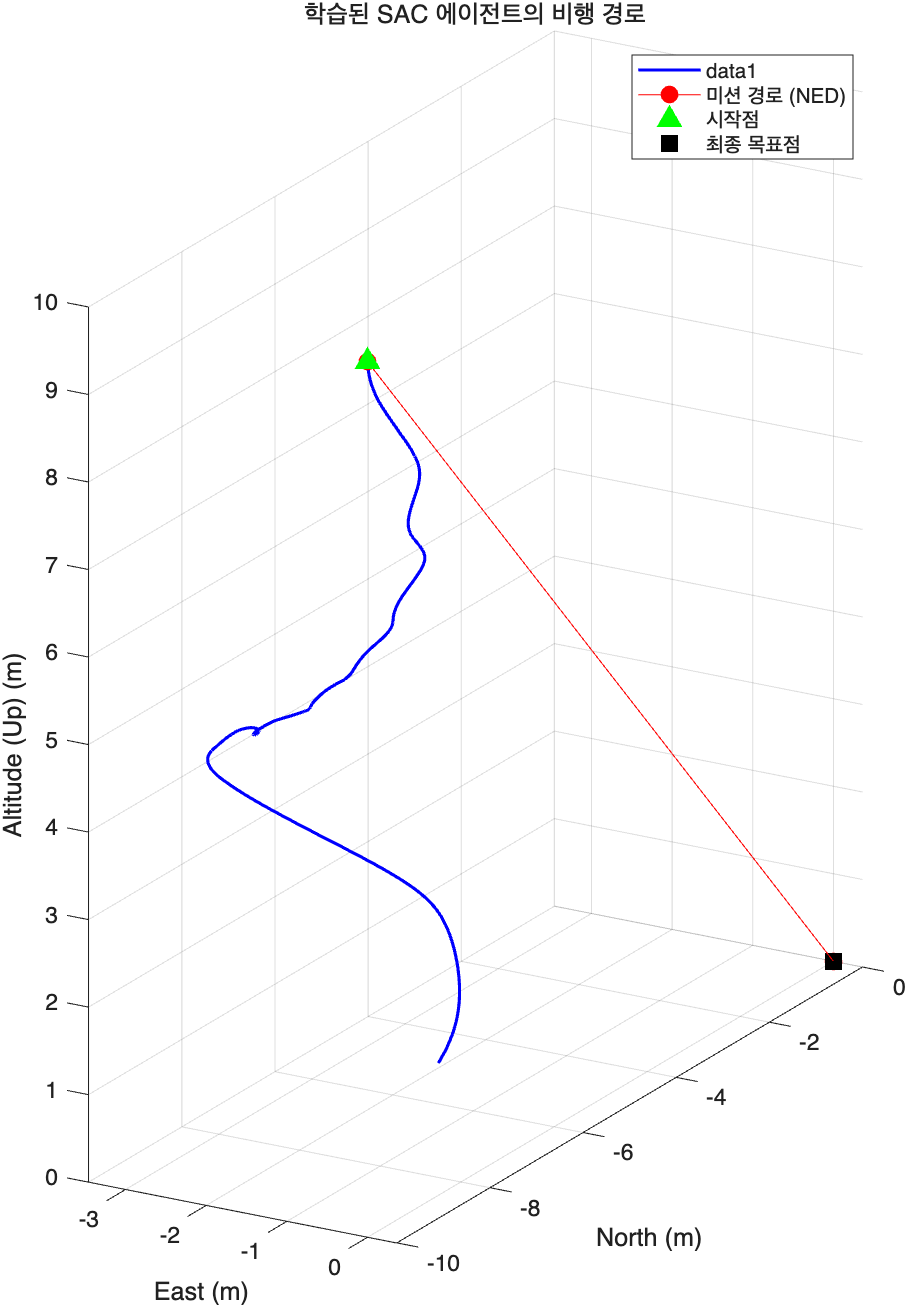 학습된 SAC 에이전트의 비행 경로
data1
미션 경로 (NED)
시작점
최종 목표점
10
9
8
7
6
5
4
3
2
1
0
Altitude (Up) (m)
-3
-2
-1
0
East (m)
-10
-8
-6
-4
-2
0
North (m)